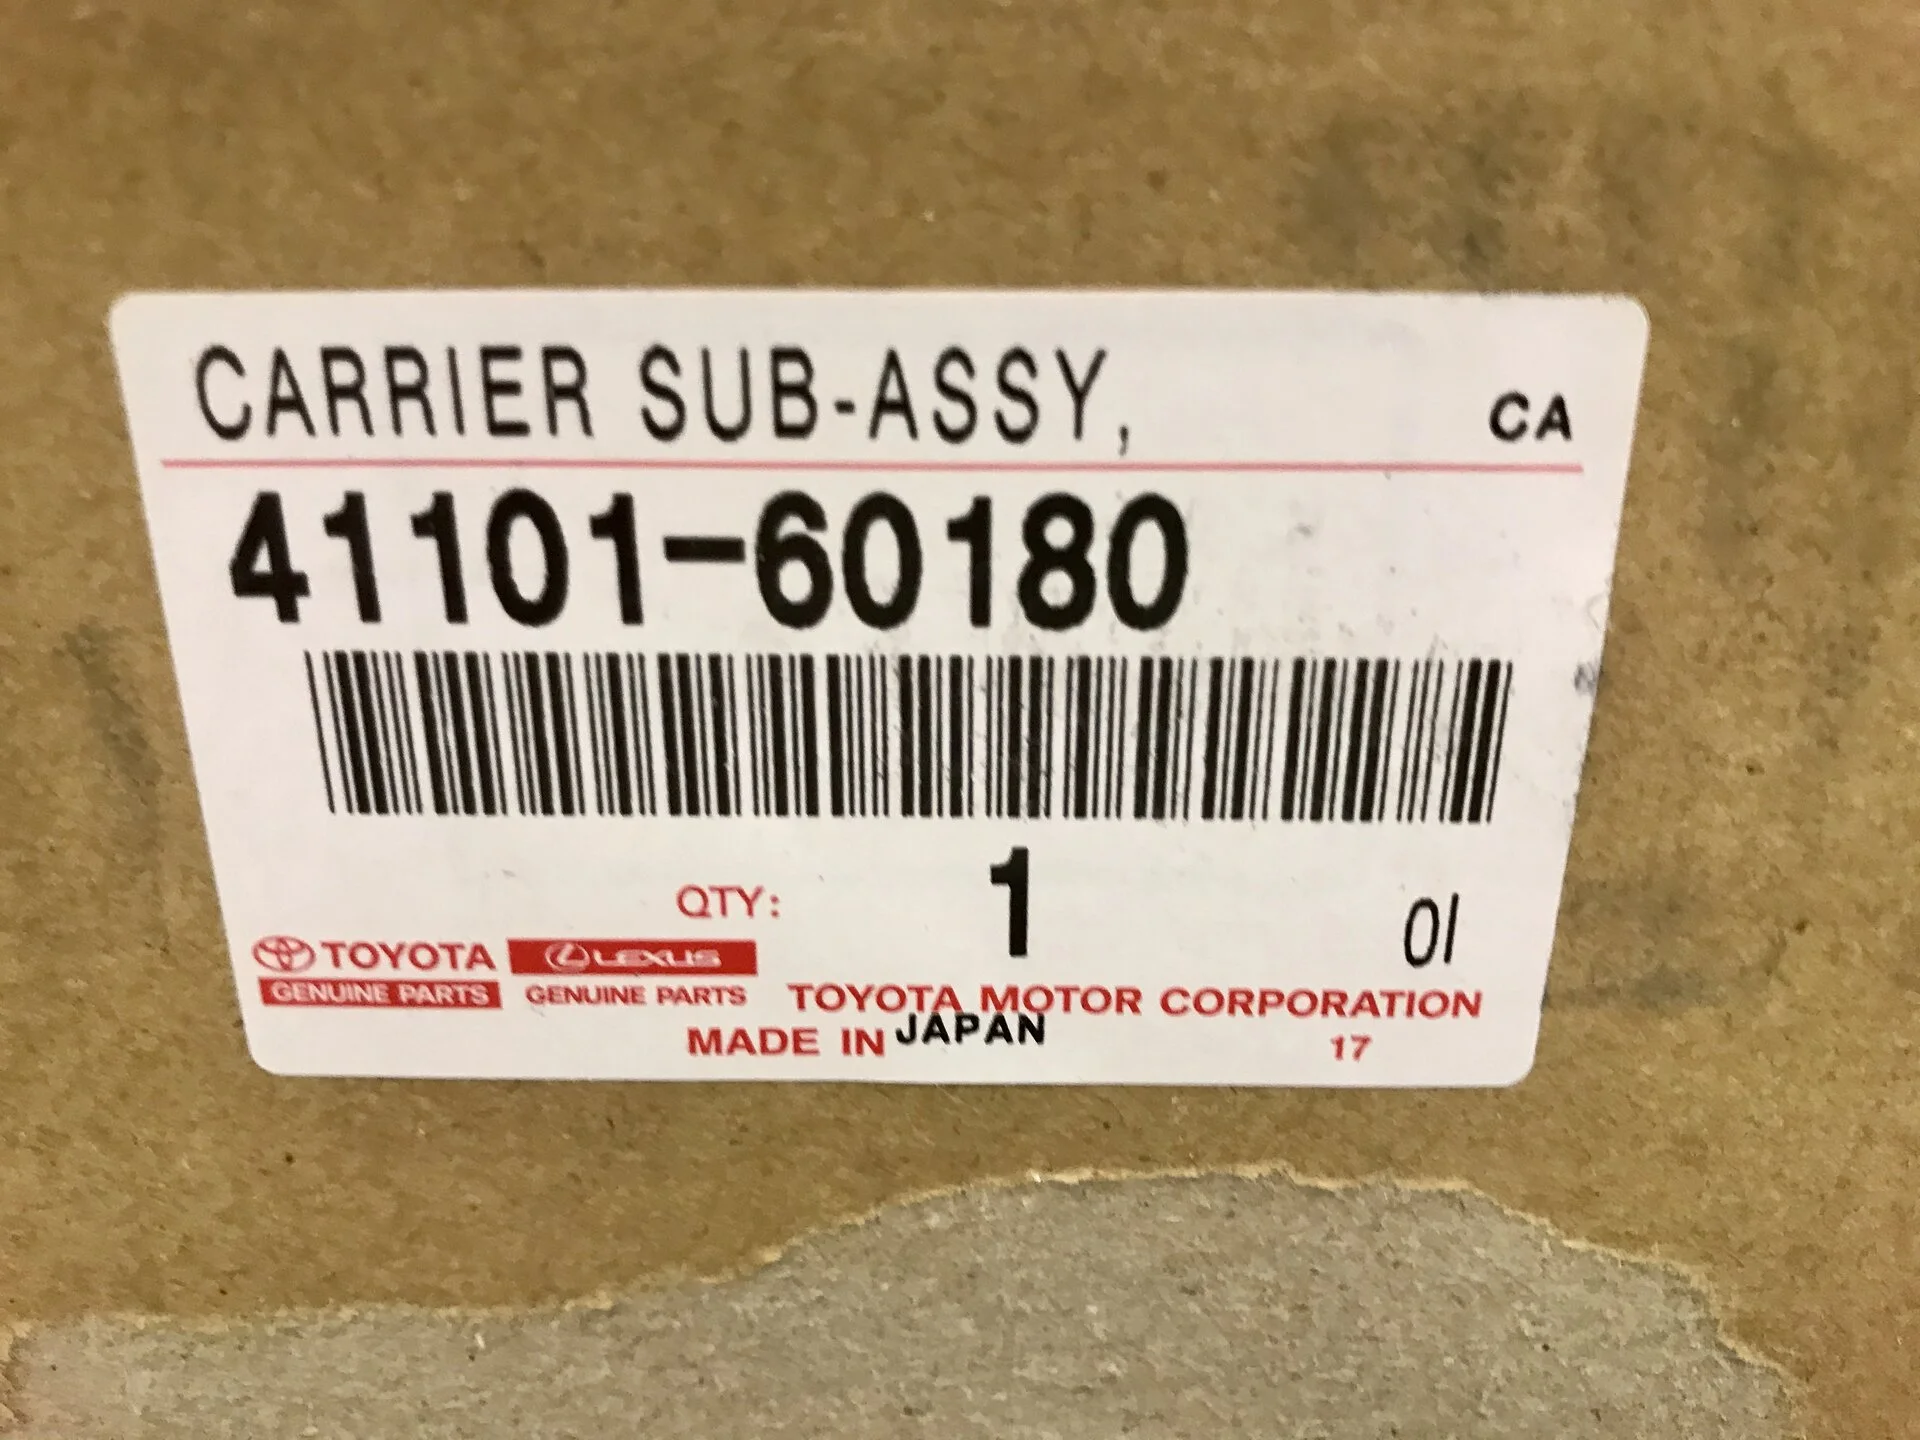 CARRIER SUB-ASSY, CA
41101-60180
QTY: 1 01
TOYOTA LEXUS
GENUINE PARTS GENUINE PARTS TOYOTA MOTOR CORPORATION
MADE IN JAPAN 17